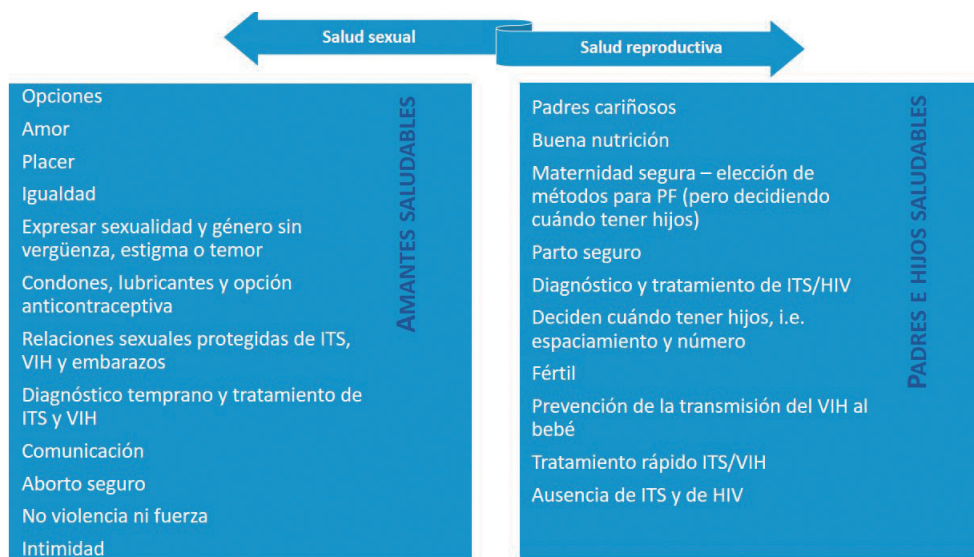 Salud sexual
Salud reproductiva
Opciones
Amor
Placer
Igualdad
Expresar sexualidad y género sin
vergüenza, estigma o temor
Condones, lubricantes y opción
anticontraceptiva
Relaciones sexuales protegidas de ITS,
VIH y embarazos
Diagnóstico temprano y tratamiento de
ITS y VIH
Comunicación
Aborto seguro
No violencia ni fuerza
Intimidad
AMANTES SALUDABLES
Padres cariñosos
Buena nutrición
Maternidad segura – elección de
métodos para PF (pero decidiendo
cuándo tener hijos)
Parto seguro
Diagnóstico y tratamiento de ITS/HIV
Deciden cuándo tener hijos, i.e.
espaciamiento y número
Fértil
Prevención de la transmisión del VIH al
bebé
Tratamiento rápido ITS/VIH
Ausencia de ITS y de HIV
PADRES E HIJOS SALUDABLES